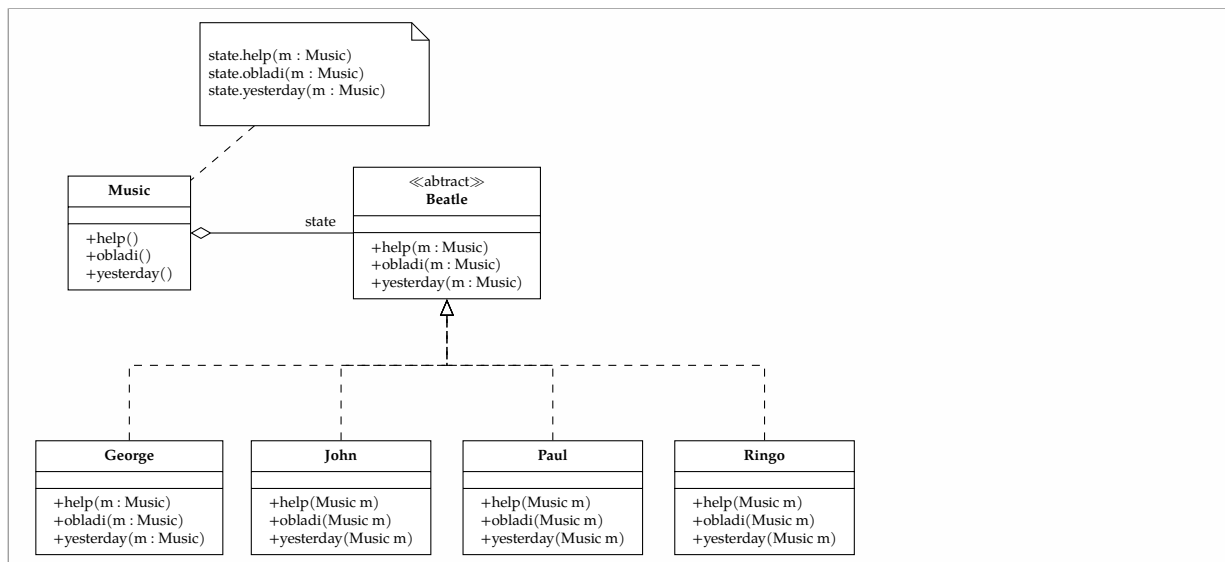 state.help(m : Music)
state.obladi(m : Music)
state.yesterday(m : Music)
Music
+help()
+obladi()
+yesterday()
state
≪abtract≫
Beatle
+help(m : Music)
+obladi(m : Music)
+yesterday(m : Music)
George
+help(m : Music)
+obladi(m : Music)
+yesterday(m : Music)
John
+help(Music m)
+obladi(Music m)
+yesterday(Music m)
Paul
+help(Music m)
+obladi(Music m)
+yesterday(Music m)
Ringo
+help(Music m)
+obladi(Music m)
+yesterday(Music m)